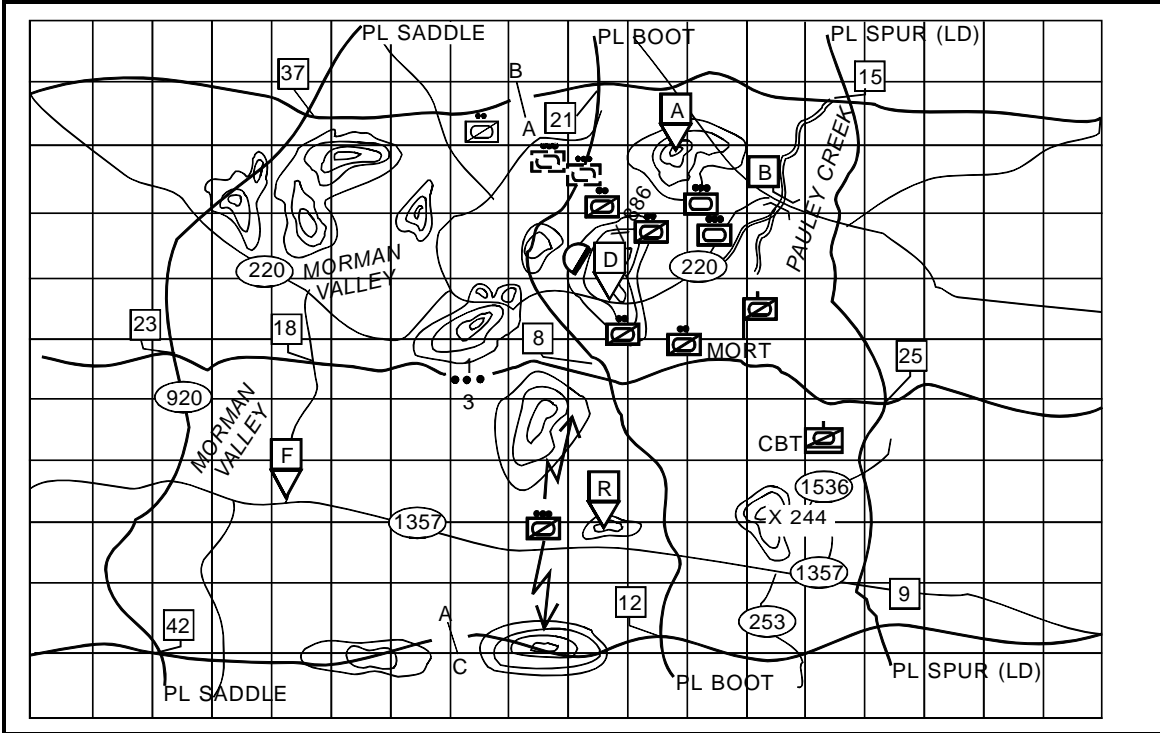 PL SADDLE
PL BOOT
PL SPUR (LD)
37
B
A
21
A
15
B
PAULEY CREEK
986
220
MORMAN
VALLEY
D
220
23
18
8
MORT
25
1
3
920
MORMAN
VALLEY
F
CBT
R
1536
1357
X 244
1357
12
9
253
42
A
C
PL SADDLE
PL BOOT
PL SPUR (LD)